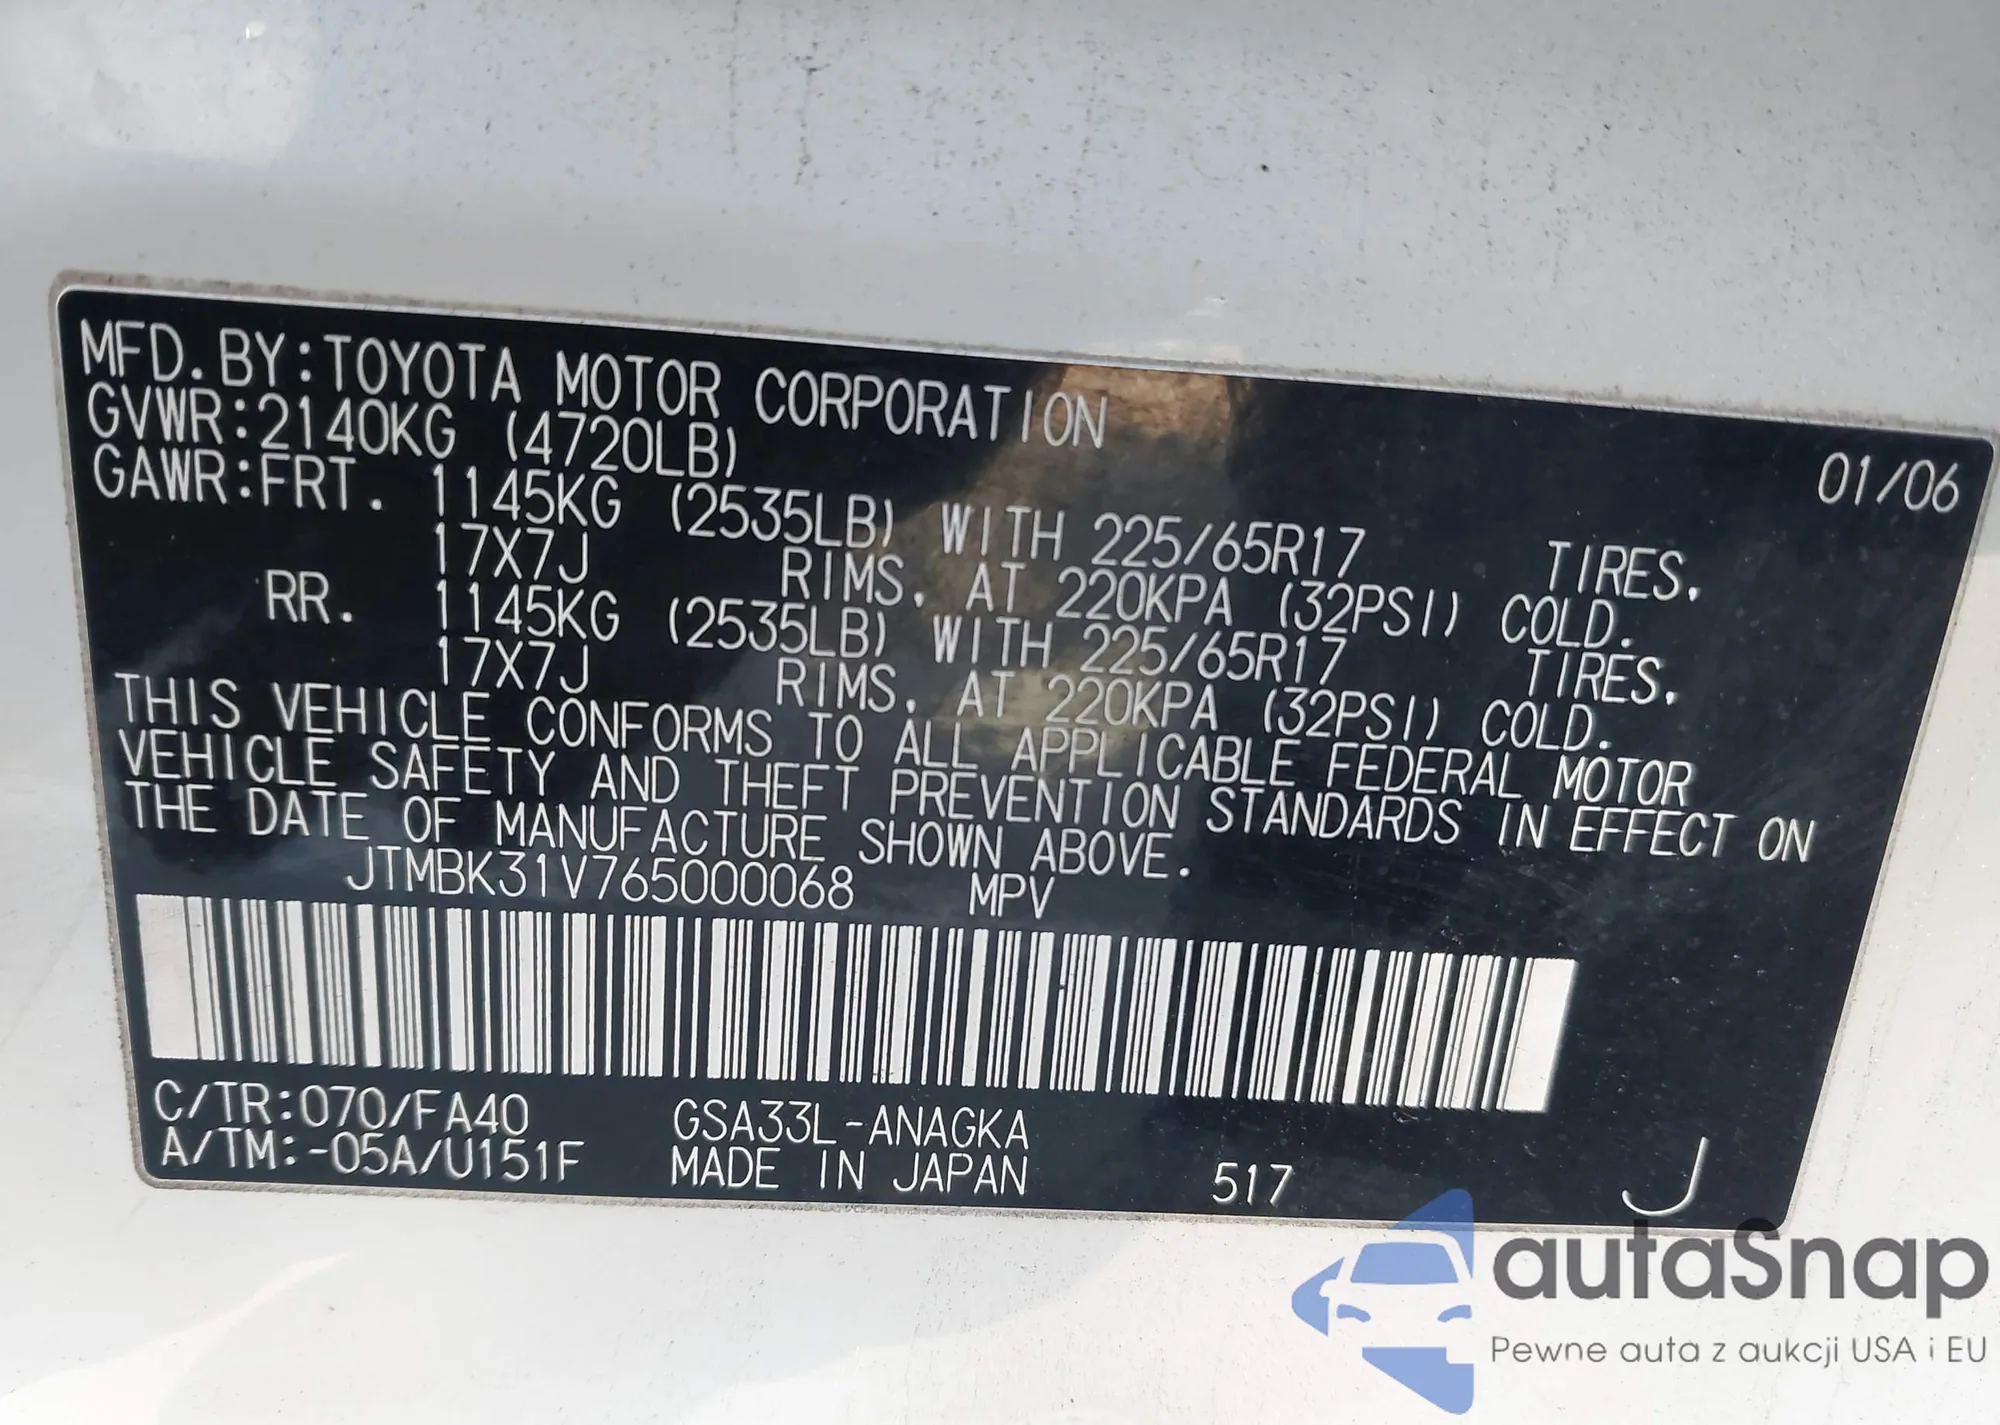 MFD. BY: TOYOTA MOTOR CORPORATION 01/06
GVWR: 2140KG (4720LB)
GAWR: FRT. 1145KG (2535LB) WITH 225/65R17 TIRES,
17X7J RIMS, AT 220KPA (32PSI) COLD.
RR. 1145KG (2535LB) WITH 225/65R17 TIRES,
17X7J RIMS, AT 220KPA (32PSI) COLD.
THIS VEHICLE CONFORMS TO ALL APPLICABLE FEDERAL MOTOR
VEHICLE SAFETY AND THEFT PREVENTION STANDARDS IN EFFECT ON
THE DATE OF MANUFACTURE SHOWN ABOVE.
JTMBK31V765000068 MPV
C/TR: 070/FA40 GSA33L-ANAGKA
A/TM: -05A/U151F MADE IN JAPAN 517 J
autaSnap
Pewne auta z aukcji USA i EU